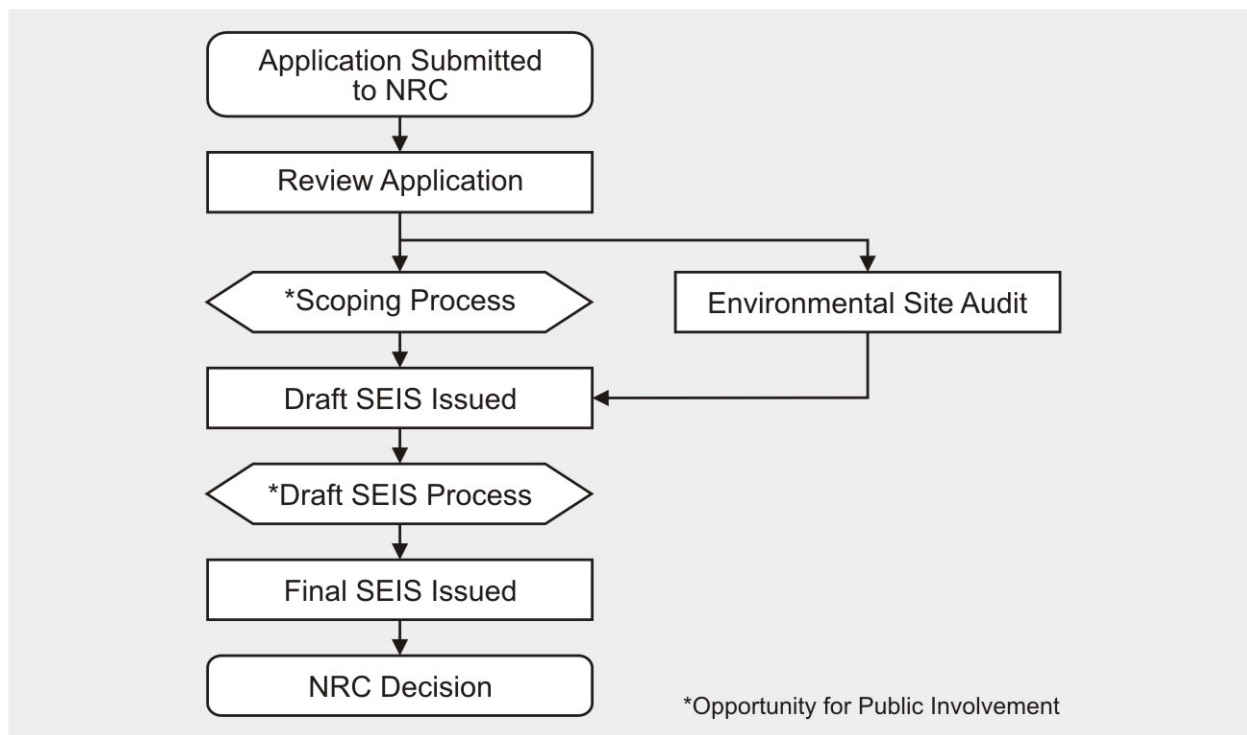 Application Submitted
to NRC
Review Application
*Scoping Process
Environmental Site Audit
Draft SEIS Issued
*Draft SEIS Process
Final SEIS Issued
NRC Decision
*Opportunity for Public Involvement